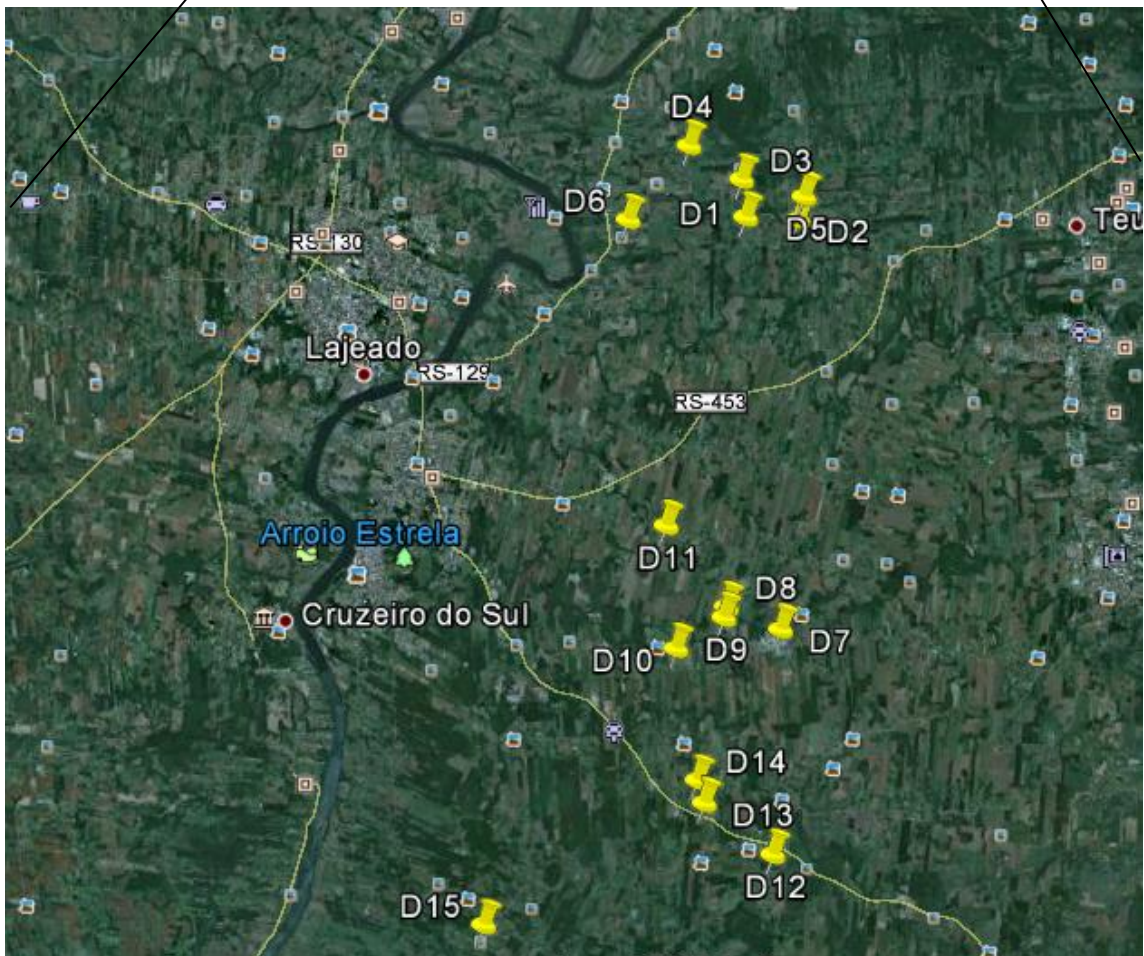 D4
D3
D6
D1
D5D2
Teu
RS-130
Lajeado
RS-129
RS-453
D11
Arroio Estrela
D8
Cruzeiro do Sul
D10
D9
D7
D14
D13
D12
D15